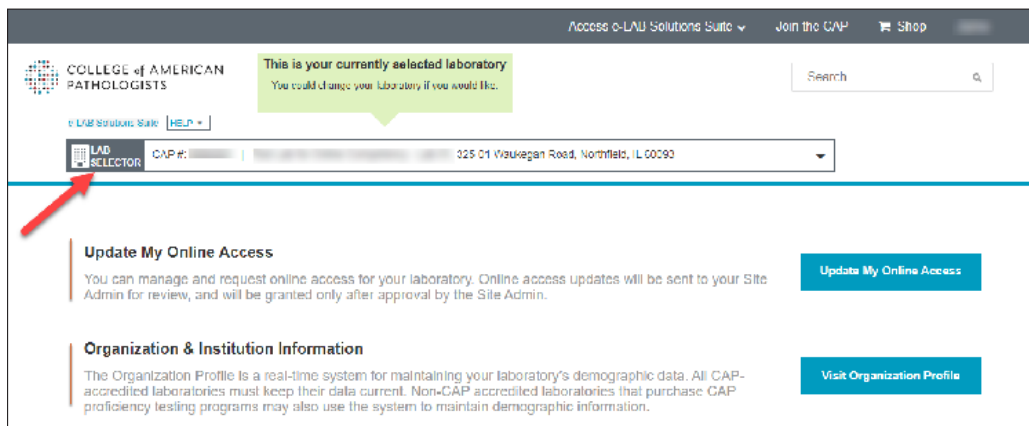 Access e-LAB Solutions Suite Join the CAP Shop
COLLEGE of AMERICAN
PATHOLOGISTS
This is your currently selected laboratory
You could change your laboratory if you would like.
Search
e-LAB Solutions Suite HELP
LAB
SELECTOR
CAP #: 325-01 Waukegan Road, Northfield, IL 60093
Update My Online Access
You can manage and request online access for your laboratory. Online access updates will be sent to your Site
Admin for review, and will be granted only after approval by the Site Admin.
Update My Online Access
Organization & Institution Information
The Organization Profile is a real-time system for maintaining your laboratory's demographic data. All CAP-
accredited laboratories must keep their data current. Non-CAP accredited laboratories that purchase CAP
proficiency testing programs may also use the system to maintain demographic information.
Visit Organization Profile